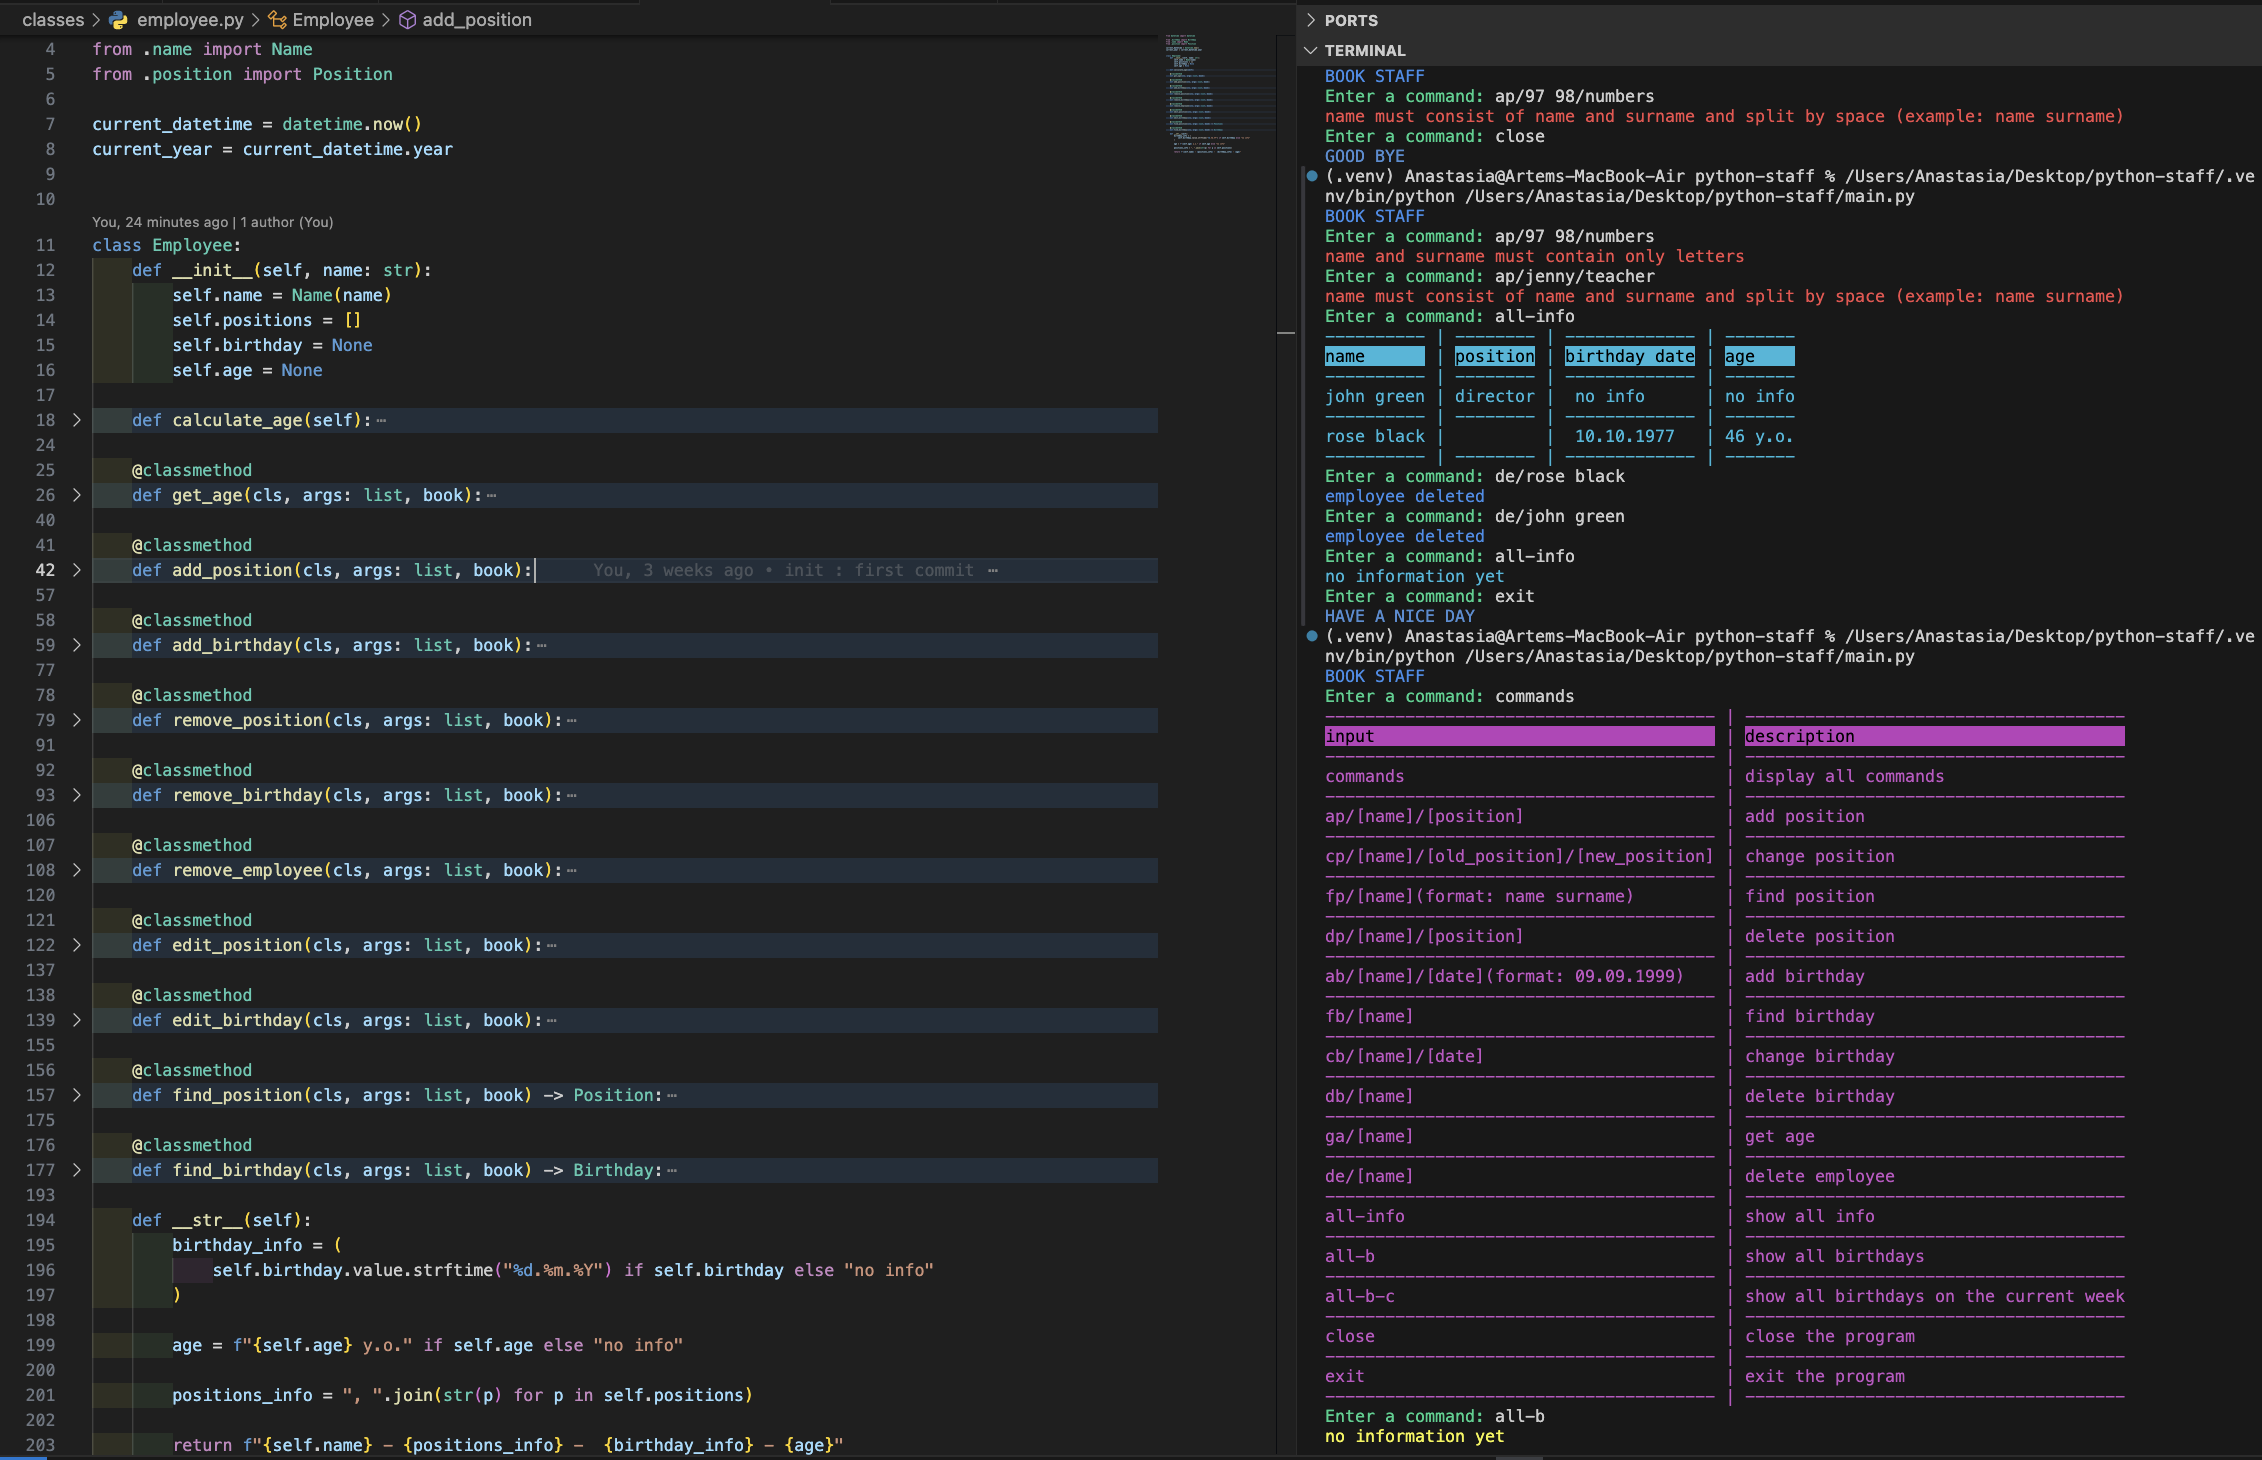 classes > employee.py > Employee > add_position
4 from .name import Name
5 from .position import Position
6
7 current_datetime = datetime.now()
8 current_year = current_datetime.year
9
10
You, 24 minutes ago | 1 author (You)
11 class Employee:
12 def __init__(self, name: str):
13 self.name = Name(name)
14 self.positions = []
15 self.birthday = None
16 self.age = None
17
18 def calculate_age(self):⋯
24
25 @classmethod
26 def get_age(cls, args: list, book):⋯
40
41 @classmethod
42 def add_position(cls, args: list, book): You, 3 weeks ago • init : first commit ⋯
57
58 @classmethod
59 def add_birthday(cls, args: list, book):⋯
77
78 @classmethod
79 def remove_position(cls, args: list, book):⋯
91
92 @classmethod
93 def remove_birthday(cls, args: list, book):⋯
106
107 @classmethod
108 def remove_employee(cls, args: list, book):⋯
120
121 @classmethod
122 def edit_position(cls, args: list, book):⋯
137
138 @classmethod
139 def edit_birthday(cls, args: list, book):⋯
155
156 @classmethod
157 def find_position(cls, args: list, book) -> Position:⋯
175
176 @classmethod
177 def find_birthday(cls, args: list, book) -> Birthday:⋯
193
194 def __str__(self):
195 birthday_info = (
196 self.birthday.value.strftime("%d.%m.%Y") if self.birthday else "no info"
197 )
198
199 age = f"{self.age} y.o." if self.age else "no info"
200
201 positions_info = ", ".join(str(p) for p in self.positions)
202
203 return f"{self.name} - {positions_info} -  {birthday_info} - {age}"
PORTS
TERMINAL
BOOK STAFF
Enter a command: ap/97 98/numbers
name must consist of name and surname and split by space (example: name surname)
Enter a command: close
GOOD BYE
(.venv) Anastasia@Artems-MacBook-Air python-staff % /Users/Anastasia/Desktop/python-staff/.ve
nv/bin/python /Users/Anastasia/Desktop/python-staff/main.py
BOOK STAFF
Enter a command: ap/97 98/numbers
name and surname must contain only letters
Enter a command: ap/jenny/teacher
name must consist of name and surname and split by space (example: name surname)
Enter a command: all-info
---------- | -------- | ------------- | -------
name | position | birthday date | age
---------- | -------- | ------------- | -------
john green | director | no info | no info
---------- | -------- | ------------- | -------
rose black | | 10.10.1977 | 46 y.o.
---------- | -------- | ------------- | -------
Enter a command: de/rose black
employee deleted
Enter a command: de/john green
employee deleted
Enter a command: all-info
no information yet
Enter a command: exit
HAVE A NICE DAY
(.venv) Anastasia@Artems-MacBook-Air python-staff % /Users/Anastasia/Desktop/python-staff/.ve
nv/bin/python /Users/Anastasia/Desktop/python-staff/main.py
BOOK STAFF
Enter a command: commands
--------------------------------------- | --------------------------------------
input | description
--------------------------------------- | --------------------------------------
commands | display all commands
--------------------------------------- | --------------------------------------
ap/[name]/[position] | add position
--------------------------------------- | --------------------------------------
cp/[name]/[old_position]/[new_position] | change position
--------------------------------------- | --------------------------------------
fp/[name](format: name surname) | find position
--------------------------------------- | --------------------------------------
dp/[name]/[position] | delete position
--------------------------------------- | --------------------------------------
ab/[name]/[date](format: 09.09.1999) | add birthday
--------------------------------------- | --------------------------------------
fb/[name] | find birthday
--------------------------------------- | --------------------------------------
cb/[name]/[date] | change birthday
--------------------------------------- | --------------------------------------
db/[name] | delete birthday
--------------------------------------- | --------------------------------------
ga/[name] | get age
--------------------------------------- | --------------------------------------
de/[name] | delete employee
--------------------------------------- | --------------------------------------
all-info | show all info
--------------------------------------- | --------------------------------------
all-b | show all birthdays
--------------------------------------- | --------------------------------------
all-b-c | show all birthdays on the current week
--------------------------------------- | --------------------------------------
close | close the program
--------------------------------------- | --------------------------------------
exit | exit the program
--------------------------------------- | --------------------------------------
Enter a command: all-b
no information yet